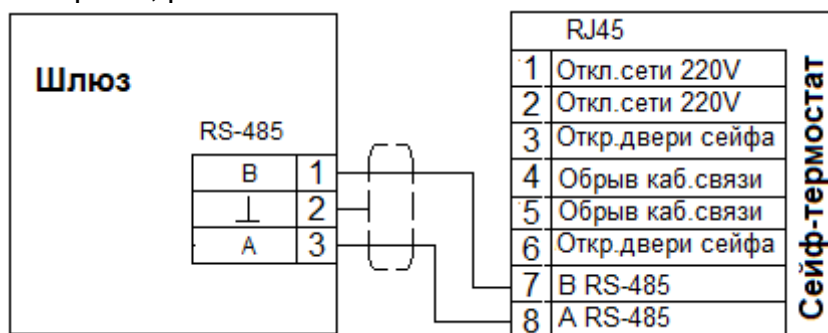 Шлюз
RS-485
B 1
⊥ 2
A 3
RJ45
1 Откл.сети 220V
2 Откл.сети 220V
3 Откр.двери сейфа
4 Обрыв каб.связи
5 Обрыв каб.связи
6 Откр.двери сейфа
7 B RS-485
8 A RS-485
Сейф-термостат